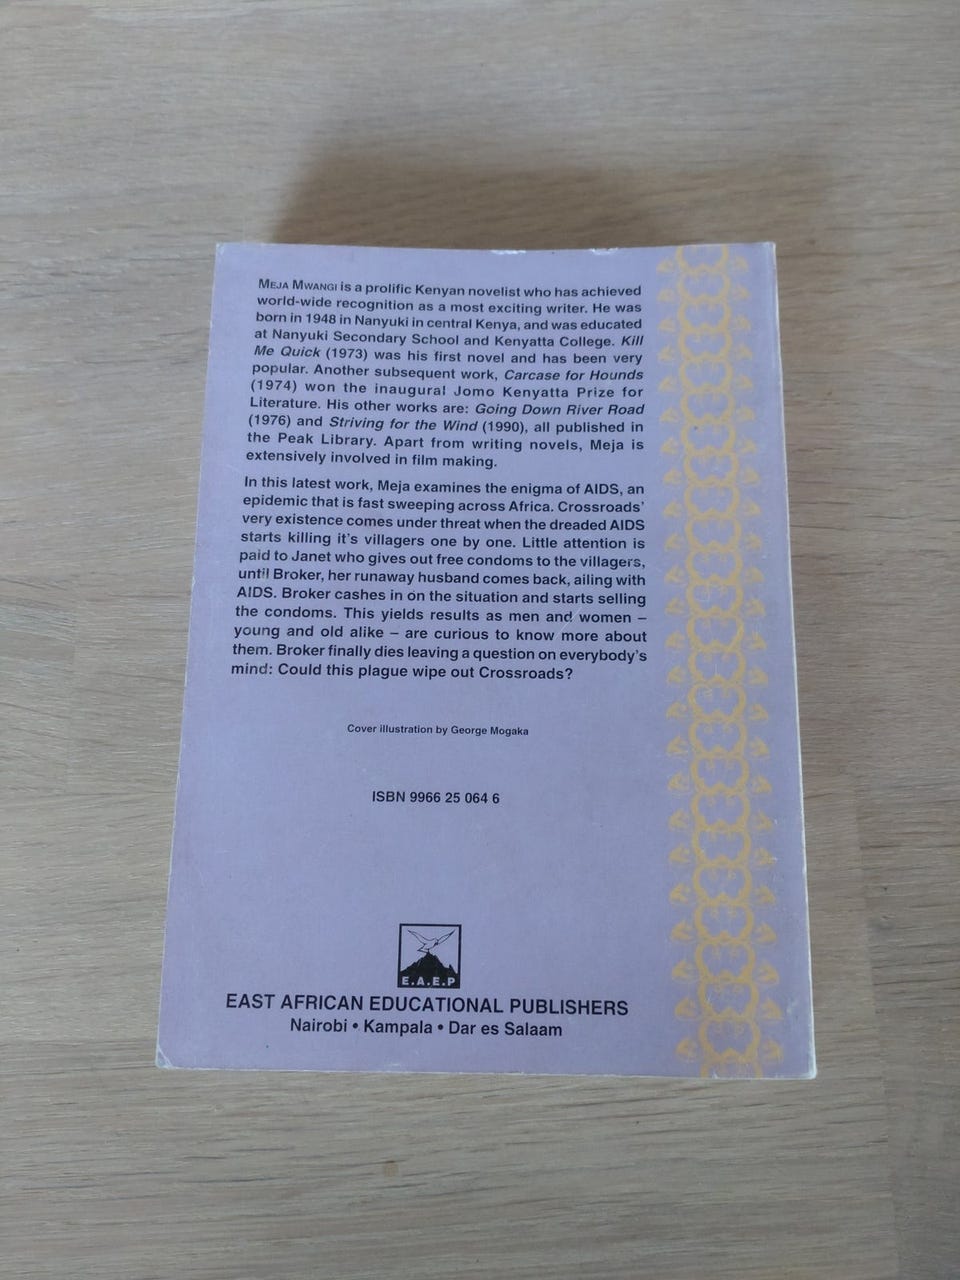 MEJA MWANGI is a prolific Kenyan novelist who has achieved
world-wide recognition as a most exciting writer. He was
born in 1948 in Nanyuki in central Kenya, and was educated
at Nanyuki Secondary School and Kenyatta College. Kill
Me Quick (1973) was his first novel and has been very
popular. Another subsequent work, Carcase for Hounds
(1974) won the inaugural Jomo Kenyatta Prize for
Literature. His other works are: Going Down River Road
(1976) and Striving for the Wind (1990), all published in
the Peak Library. Apart from writing novels, Meja is
extensively involved in film making.
In this latest work, Meja examines the enigma of AIDS, an
epidemic that is fast sweeping across Africa. Crossroads'
very existence comes under threat when the dreaded AIDS
starts killing it's villagers one by one. Little attention is
paid to Janet who gives out free condoms to the villagers,
until Broker, her runaway husband comes back, ailing with
AIDS. Broker cashes in on the situation and starts selling
the condoms. This yields results as men and women –
young and old alike – are curious to know more about
them. Broker finally dies leaving a question on everybody's
mind: Could this plague wipe out Crossroads?
Cover illustration by George Mogaka
ISBN 9966 25 064 6
E.A.E.P
EAST AFRICAN EDUCATIONAL PUBLISHERS
Nairobi • Kampala • Dar es Salaam